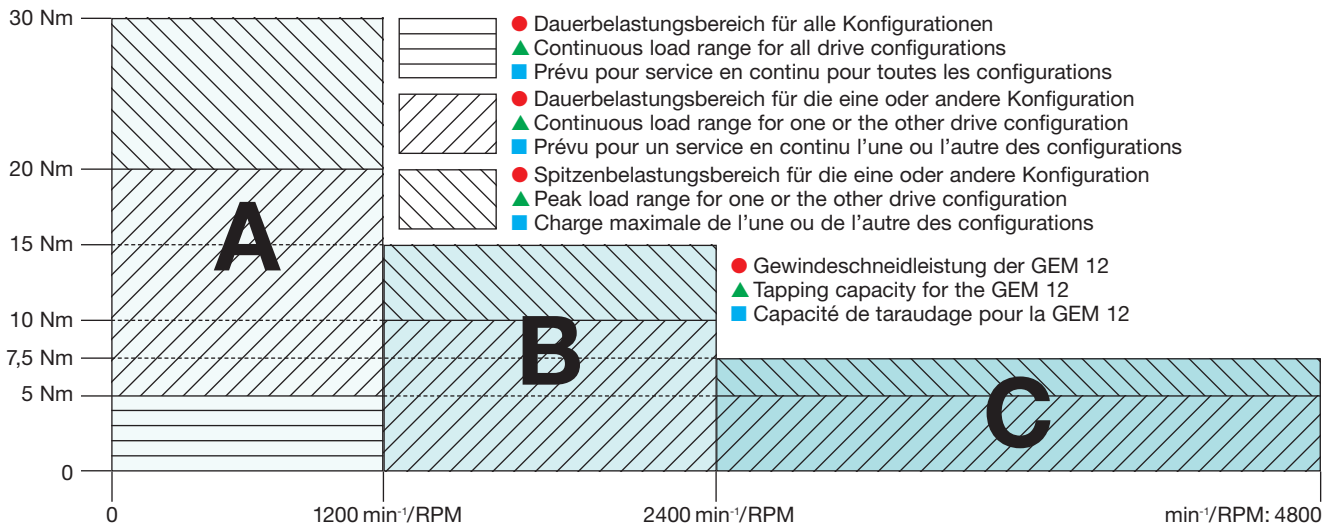 30 Nm
● Dauerbelastungsbereich für alle Konfigurationen
▲ Continuous load range for all drive configurations
■ Prévu pour service en continu pour toutes les configurations
● Dauerbelastungsbereich für die eine oder andere Konfiguration
▲ Continuous load range for one or the other drive configuration
■ Prévu pour un service en continu l’une ou l’autre des configurations
20 Nm
● Spitzenbelastungsbereich für die eine oder andere Konfiguration
▲ Peak load range for one or the other drive configuration
■ Charge maximale de l’une ou de l’autre des configurations
A
15 Nm
● Gewindeschneidleistung der GEM 12
▲ Tapping capacity for the GEM 12
■ Capacité de taraudage pour la GEM 12
10 Nm
B
7,5 Nm
5 Nm
C
0
0 1200 min⁻¹/RPM 2400 min⁻¹/RPM min⁻¹/RPM: 4800